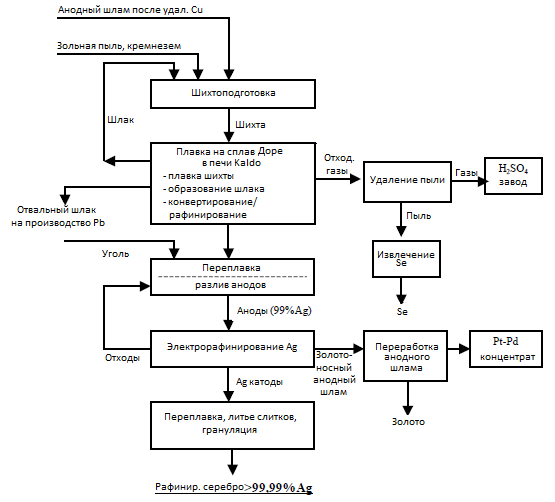 Анодный шлам после удал. Cu
Зольная пыль, кремнезем
Шихтоподготовка
Шлак
Шихта
Плавка на сплав Доре
в печи Kaldo
- плавка шихты
- образование шлака
- конвертирование/
рафинирование
Отход.
газы
Удаление пыли
Газы
H₂SO₄
завод
Отвальный шлак
на производство Pb
Пыль
Извлечение
Se
Se
Уголь
Переплавка
разлив анодов
Аноды (99%Ag)
Отходы
Электрорафинирование Ag
Золото-
носный
анодный
шлам
Переработка
анодного
шлама
Pt-Pd
концентрат
Ag катоды
Золото
Переплавка, литье слитков,
грануляция
Рафинир. серебро>99,99%Ag